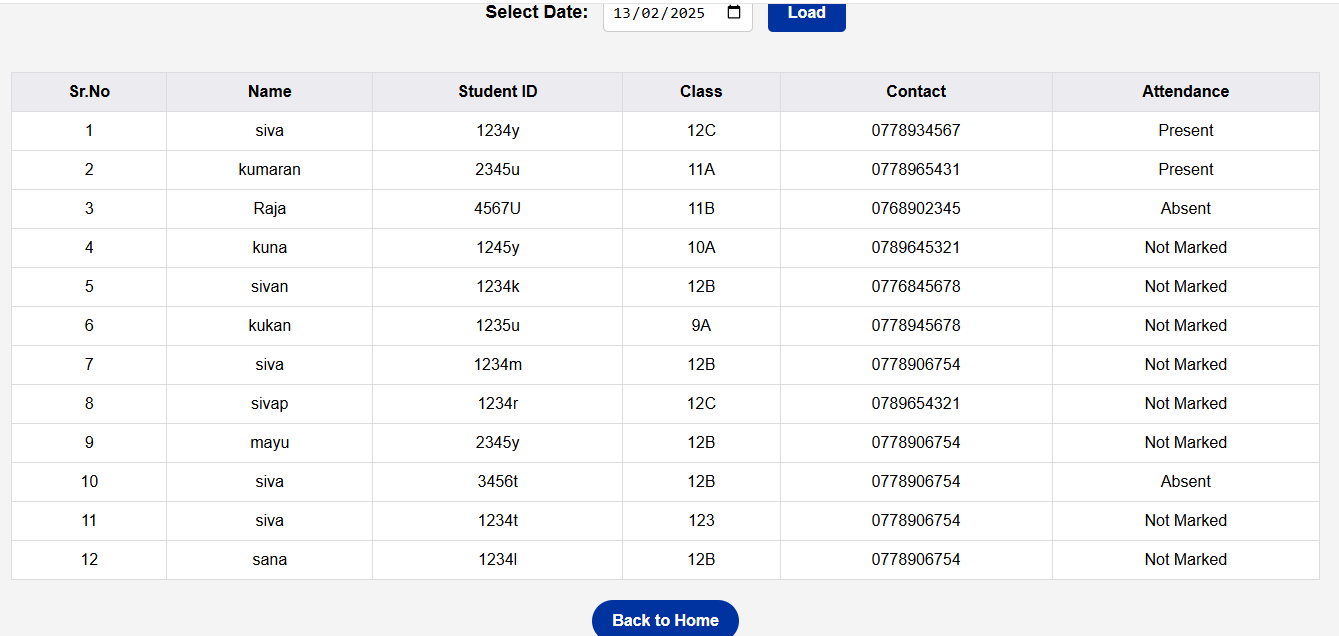 Select Date: 13/02/2025 Load
Sr.No Name Student ID Class Contact Attendance
1 siva 1234y 12C 0778934567 Present
2 kumaran 2345u 11A 0778965431 Present
3 Raja 4567U 11B 0768902345 Absent
4 kuna 1245y 10A 0789645321 Not Marked
5 sivan 1234k 12B 0776845678 Not Marked
6 kukan 1235u 9A 0778945678 Not Marked
7 siva 1234m 12B 0778906754 Not Marked
8 sivap 1234r 12C 0789654321 Not Marked
9 mayu 2345y 12B 0778906754 Not Marked
10 siva 3456t 12B 0778906754 Absent
11 siva 1234t 123 0778906754 Not Marked
12 sana 1234l 12B 0778906754 Not Marked
Back to Home